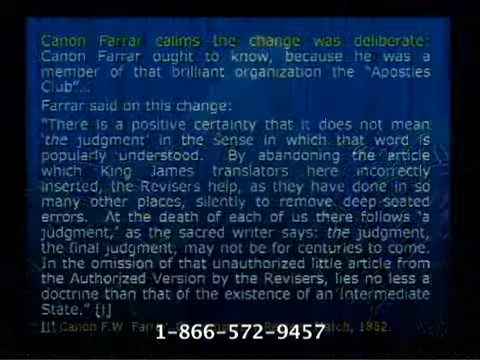 Canon Farrar calims the change was deliberate:
Canon Farrar ought to know, because he was a
member of that brilliant organization the "Apostles
Club"...
Farrar said on this change:
"There is a positive certainty that it does not mean
'the judgment' in the sense in which that word is
popularly understood. By abandoning the article
which King James translators here incorrectly
inserted, the Revisers help, as they have done in so
many other places, silently to remove deep-seated
errors. At the death of each of us there follows 'a
judgment,' as the sacred writer says: the judgment,
the final judgment, may not be for centuries to come.
In the omission of that unauthorized little article from
the Authorized Version by the Revisers, lies no less a
doctrine than that of the existence of an Intermediate
State." [i]
[i] Canon F.W. 1862.
1-866-572-9457